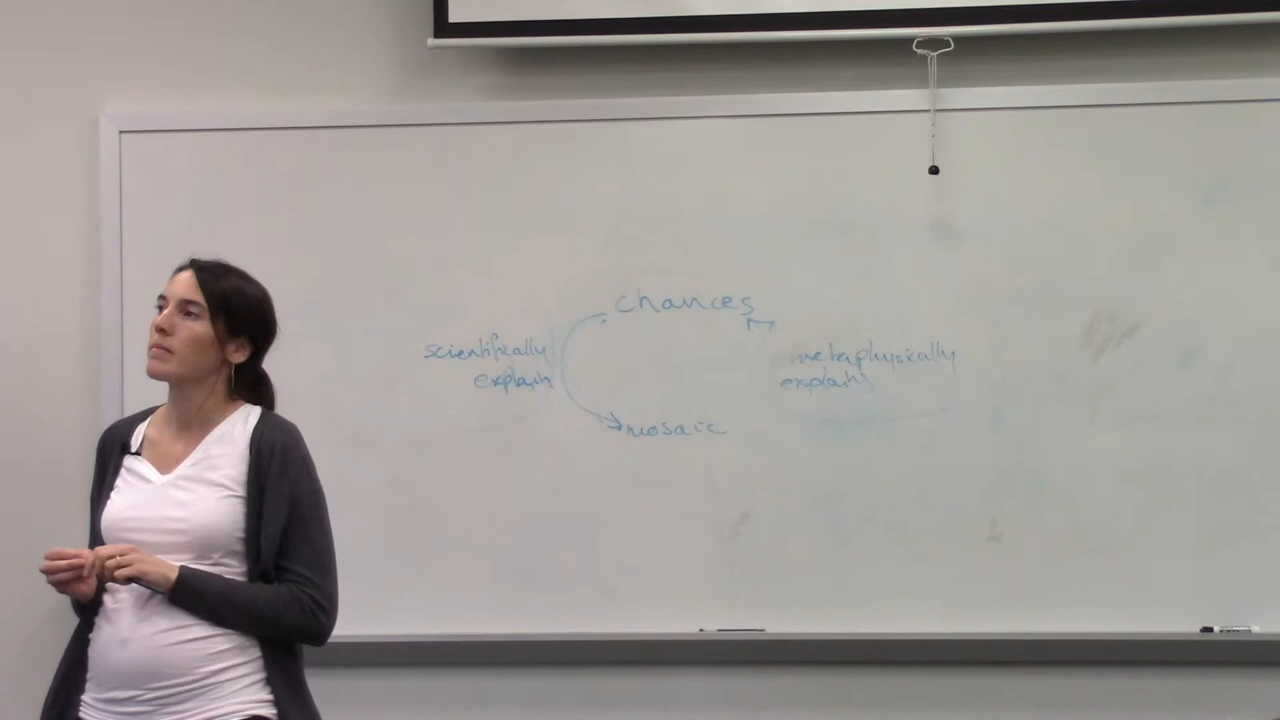 chances
scientifically
explain
metaphysically
explains
mosaic